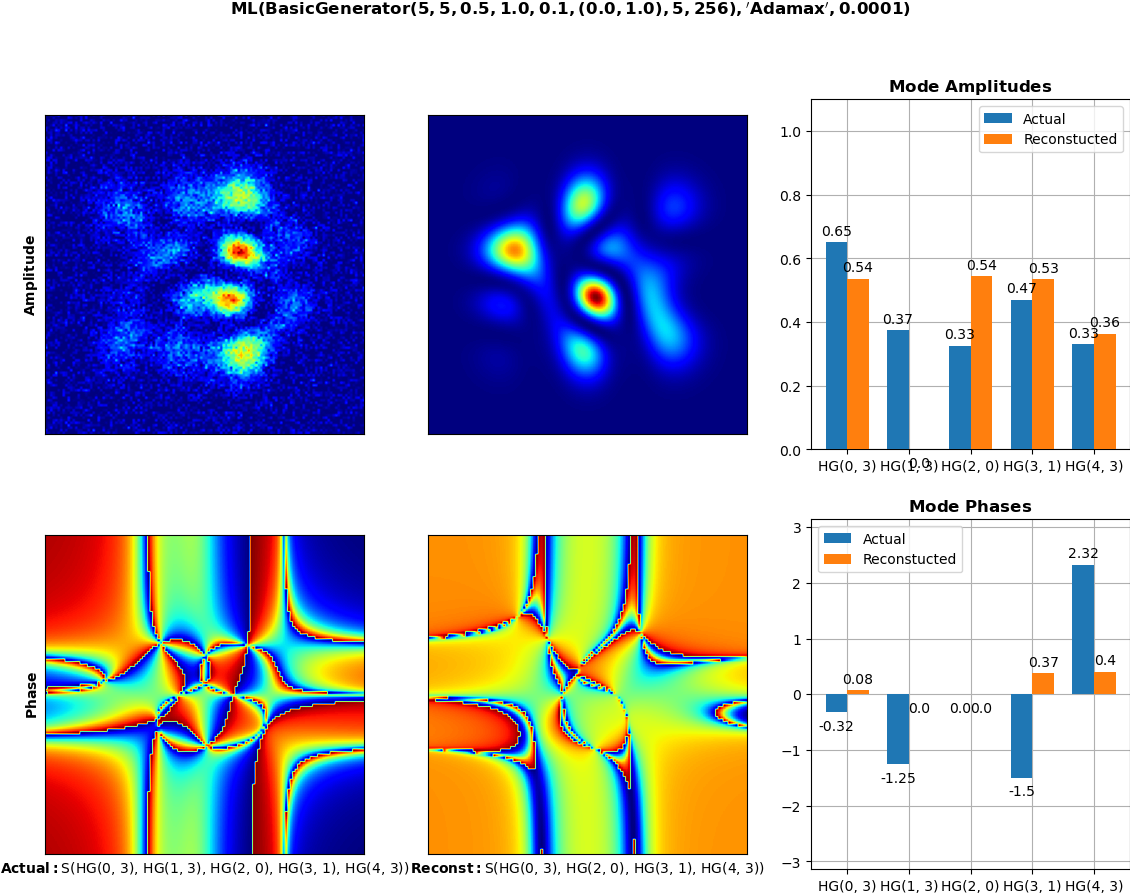 ML(BasicGenerator(5, 5, 0.5, 1.0, 0.1, (0.0, 1.0), 5, 256), ′Adamax′, 0.0001)
Amplitude
Mode Amplitudes
Actual
Reconstucted
1.0
0.8
0.6
0.4
0.2
0.0
0.65
0.54
0.37
0.0
0.33
0.54
0.47
0.53
0.33
0.36
HG(0, 3) HG(1, 3) HG(2, 0) HG(3, 1) HG(4, 3)
Phase
Actual: S(HG(0, 3), HG(1, 3), HG(2, 0), HG(3, 1), HG(4, 3))
Reconst: S(HG(0, 3), HG(2, 0), HG(3, 1), HG(4, 3))
Mode Phases
Actual
Reconstucted
3
2
1
0
−1
−2
−3
-0.32
0.08
-1.25
0.0
0.0
0.0
-1.5
0.37
2.32
0.4
HG(0, 3) HG(1, 3) HG(2, 0) HG(3, 1) HG(4, 3)